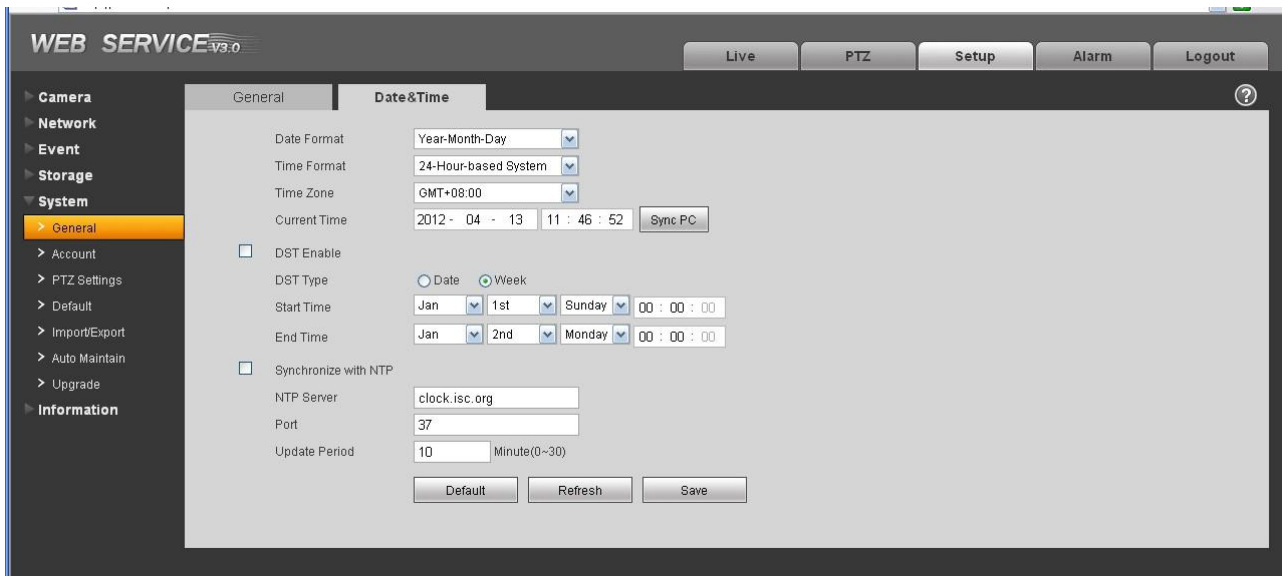 WEB SERVICE V3.0
Live PTZ Setup Alarm Logout
Camera
Network
Event
Storage
System
> General
> Account
> PTZ Settings
> Default
> Import/Export
> Auto Maintain
> Upgrade
Information
General Date&Time ?
Date Format Year-Month-Day
Time Format 24-Hour-based System
Time Zone GMT+08:00
Current Time 2012 - 04 - 13 11 : 46 : 52 Sync PC
DST Enable
DST Type Date Week
Start Time Jan 1st Sunday 00 : 00 : 00
End Time Jan 2nd Monday 00 : 00 : 00
Synchronize with NTP
NTP Server clock.isc.org
Port 37
Update Period 10 Minute(0~30)
Default Refresh Save